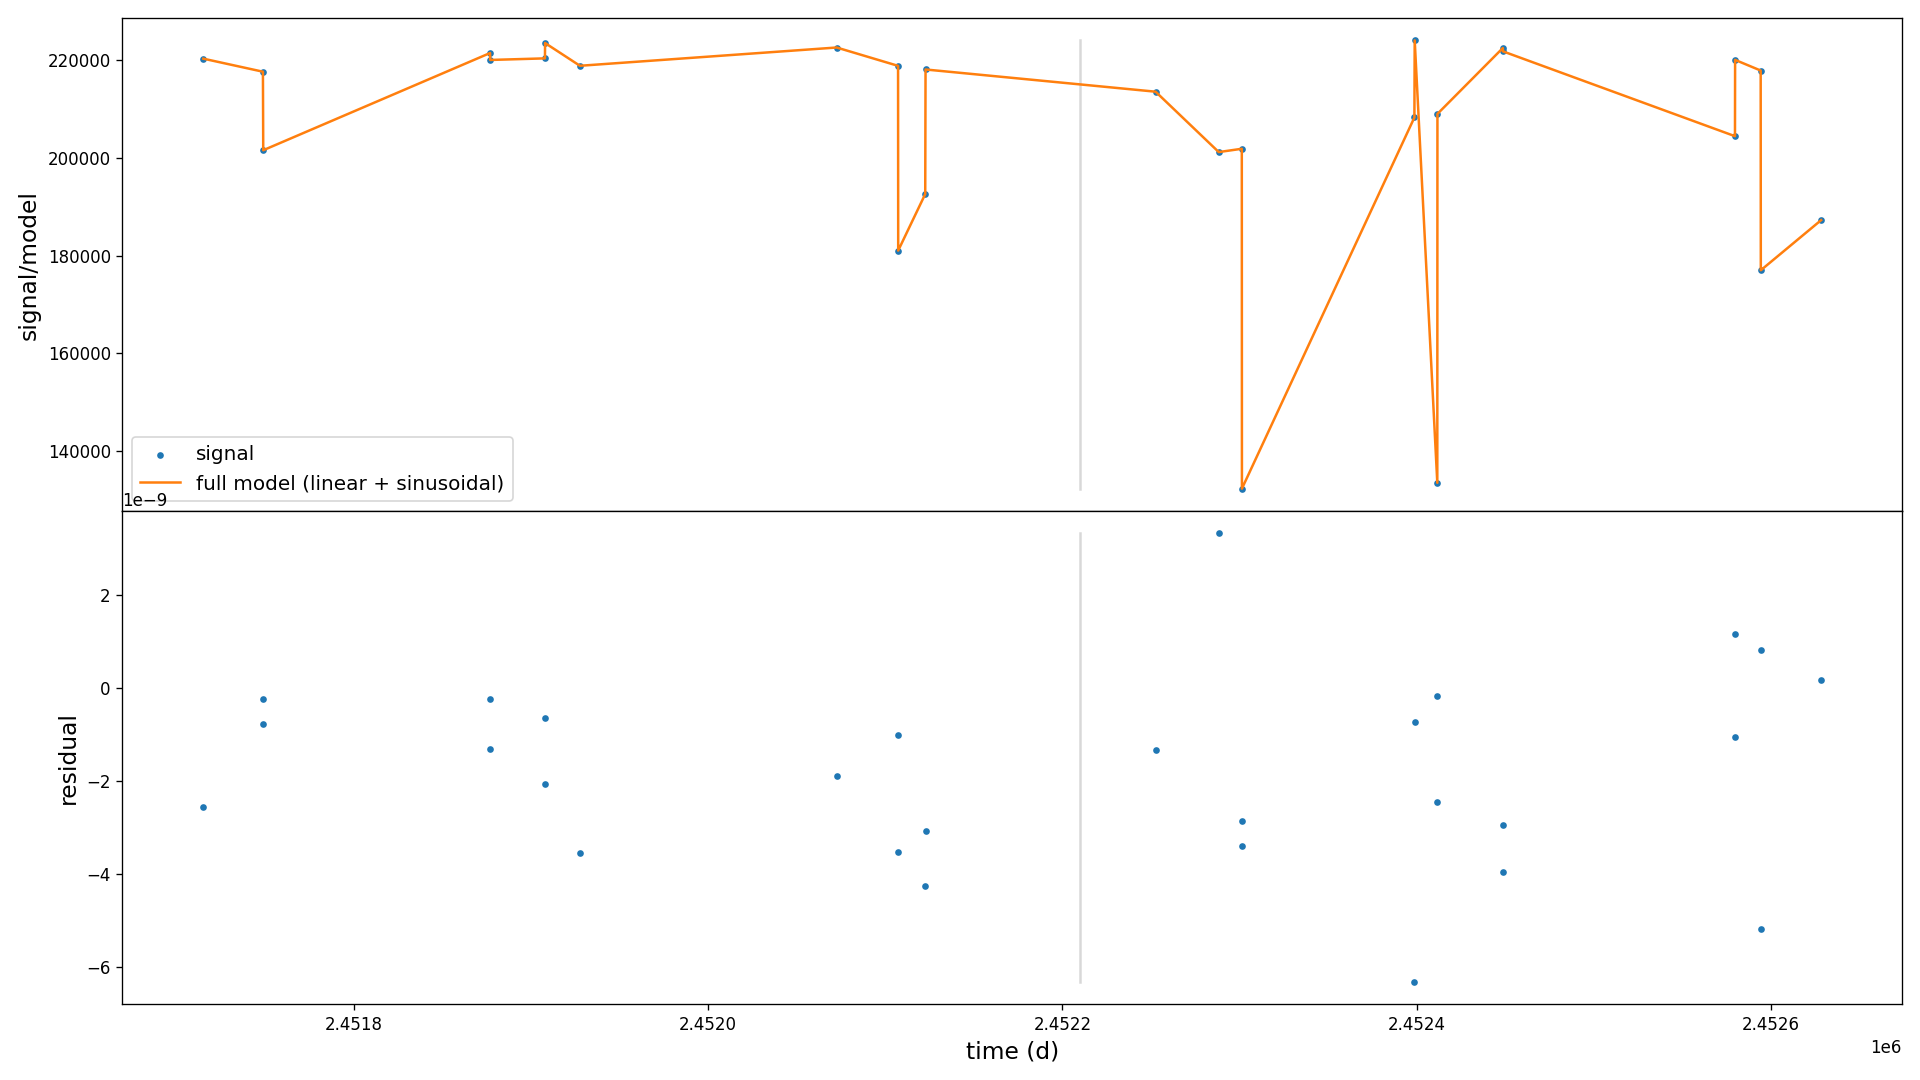 220000
200000
180000
160000
140000
signal/model
signal
full model (linear + sinusoidal)
1e−9
2
0
−2
−4
−6
residual
2.4518
2.4520
2.4522
2.4524
2.4526
time (d)
1e6